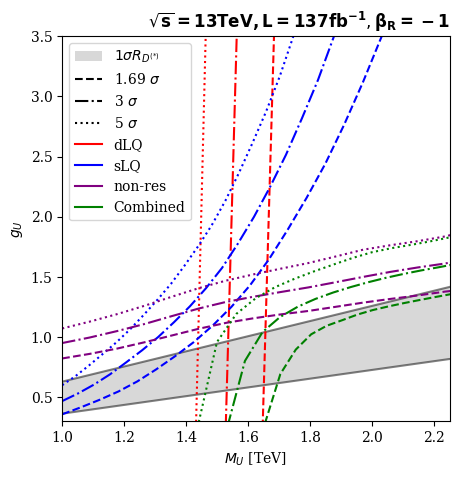 √s = 13TeV, L = 137fb⁻¹, β_R = −1
1σR_D(*)
1.69 σ
3 σ
5 σ
dLQ
sLQ
non-res
Combined
g_U
3.5
3.0
2.5
2.0
1.5
1.0
0.5
1.0 1.2 1.4 1.6 1.8 2.0 2.2
M_U [TeV]